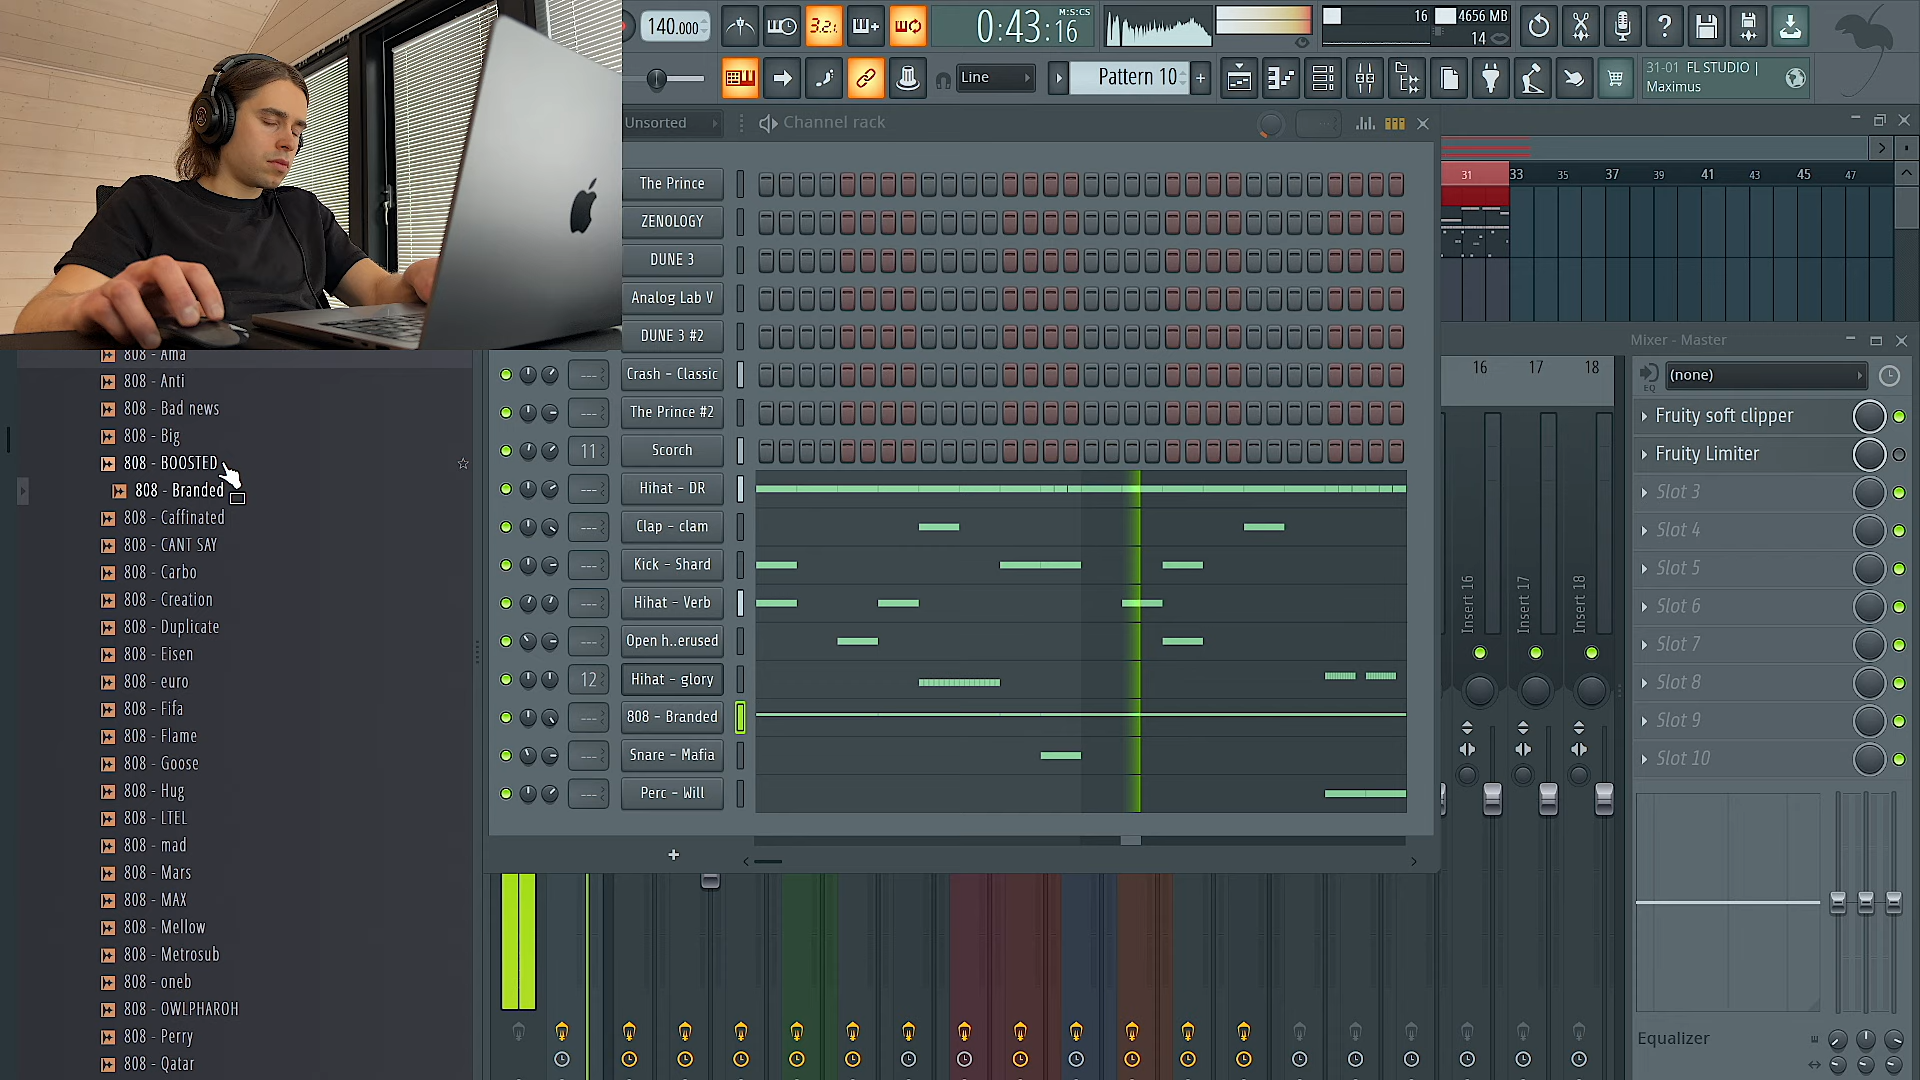 140.000
3.2.
0:43:16
M:S:CS
16
4656 MB
14
Line
Pattern 10
31-01 FL STUDIO |
Maximus
Unsorted
Channel rack
The Prince
ZENOLOGY
DUNE 3
Analog Lab V
DUNE 3 #2
Crash - Classic
The Prince #2
11
Scorch
Hihat - DR
Clap - clam
Kick - Shard
Hihat - Verb
Open h..erused
12
Hihat - glory
808 - Branded
Snare - Mafia
Perc - Will
808 - Ama
808 - Anti
808 - Bad news
808 - Big
808 - BOOSTED
808 - Branded
808 - Caffinated
808 - CANT SAY
808 - Carbo
808 - Creation
808 - Duplicate
808 - Eisen
808 - euro
808 - Fifa
808 - Flame
808 - Goose
808 - Hug
808 - LTEL
808 - mad
808 - Mars
808 - MAX
808 - Mellow
808 - Metrosub
808 - oneb
808 - OWLPHAROH
808 - Perry
808 - Qatar
31 33 35 37 39 41 43 45 47
Mixer - Master
16 17 18
Insert 16
Insert 17
Insert 18
(none)
EQ
Fruity soft clipper
Fruity Limiter
Slot 3
Slot 4
Slot 5
Slot 6
Slot 7
Slot 8
Slot 9
Slot 10
Equalizer